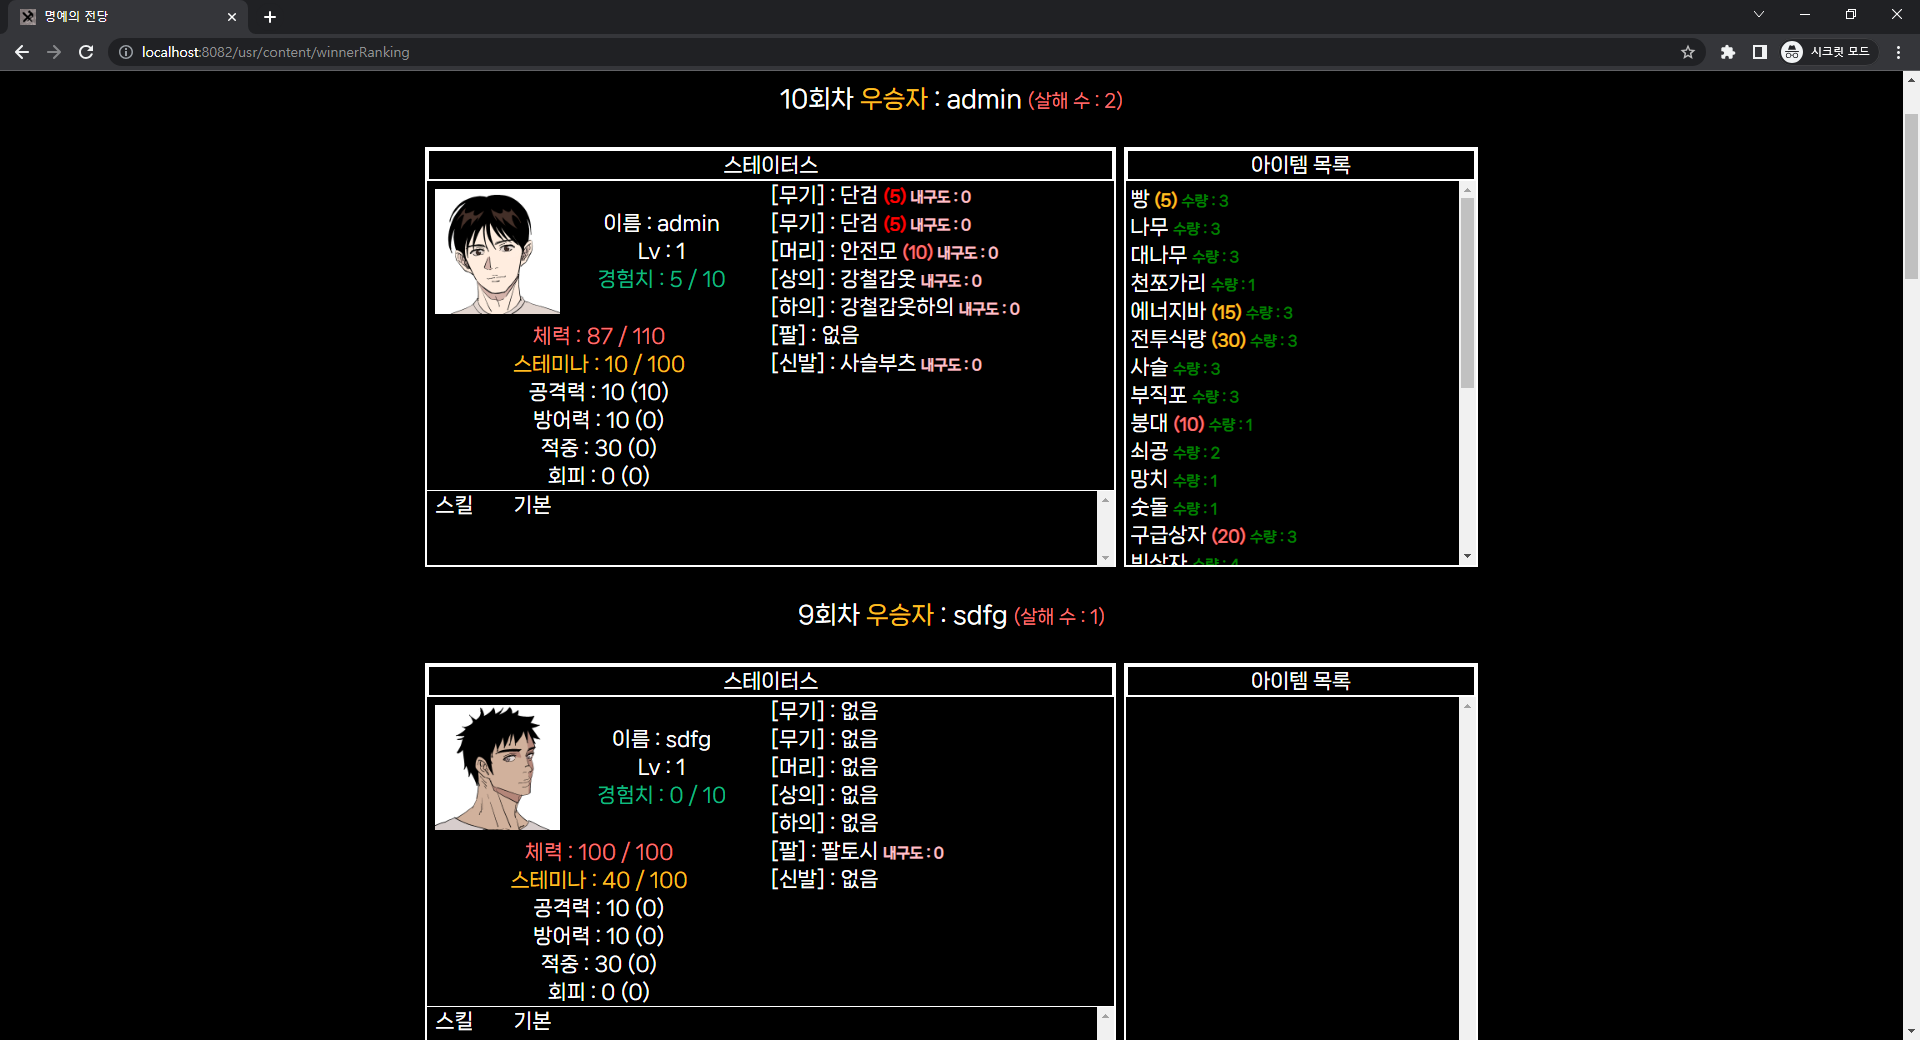 명예의 전당
localhost:8082/usr/content/winnerRanking
시크릿 모드
10회차 우승자 : admin (살해 수 : 2)
스테이터스
이름 : admin
Lv : 1
경험치 : 5 / 10
체력 : 87 / 110
스테미나 : 10 / 100
공격력 : 10 (10)
방어력 : 10 (0)
적중 : 30 (0)
회피 : 0 (0)
[무기] : 단검 (5) 내구도 : 0
[무기] : 단검 (5) 내구도 : 0
[머리] : 안전모 (10) 내구도 : 0
[상의] : 강철갑옷 내구도 : 0
[하의] : 강철갑옷하의 내구도 : 0
[팔] : 없음
[신발] : 사슬부츠 내구도 : 0
스킬 기본
아이템 목록
빵 (5) 수량 : 3
나무 수량 : 3
대나무 수량 : 3
천쪼가리 수량 : 1
에너지바 (15) 수량 : 3
전투식량 (30) 수량 : 3
사슬 수량 : 3
부직포 수량 : 3
붕대 (10) 수량 : 1
쇠공 수량 : 2
망치 수량 : 1
숫돌 수량 : 1
구급상자 (20) 수량 : 3
빈상자 수량 : 4
9회차 우승자 : sdfg (살해 수 : 1)
스테이터스
이름 : sdfg
Lv : 1
경험치 : 0 / 10
체력 : 100 / 100
스테미나 : 40 / 100
공격력 : 10 (0)
방어력 : 10 (0)
적중 : 30 (0)
회피 : 0 (0)
[무기] : 없음
[무기] : 없음
[머리] : 없음
[상의] : 없음
[하의] : 없음
[팔] : 팔토시 내구도 : 0
[신발] : 없음
스킬 기본
아이템 목록